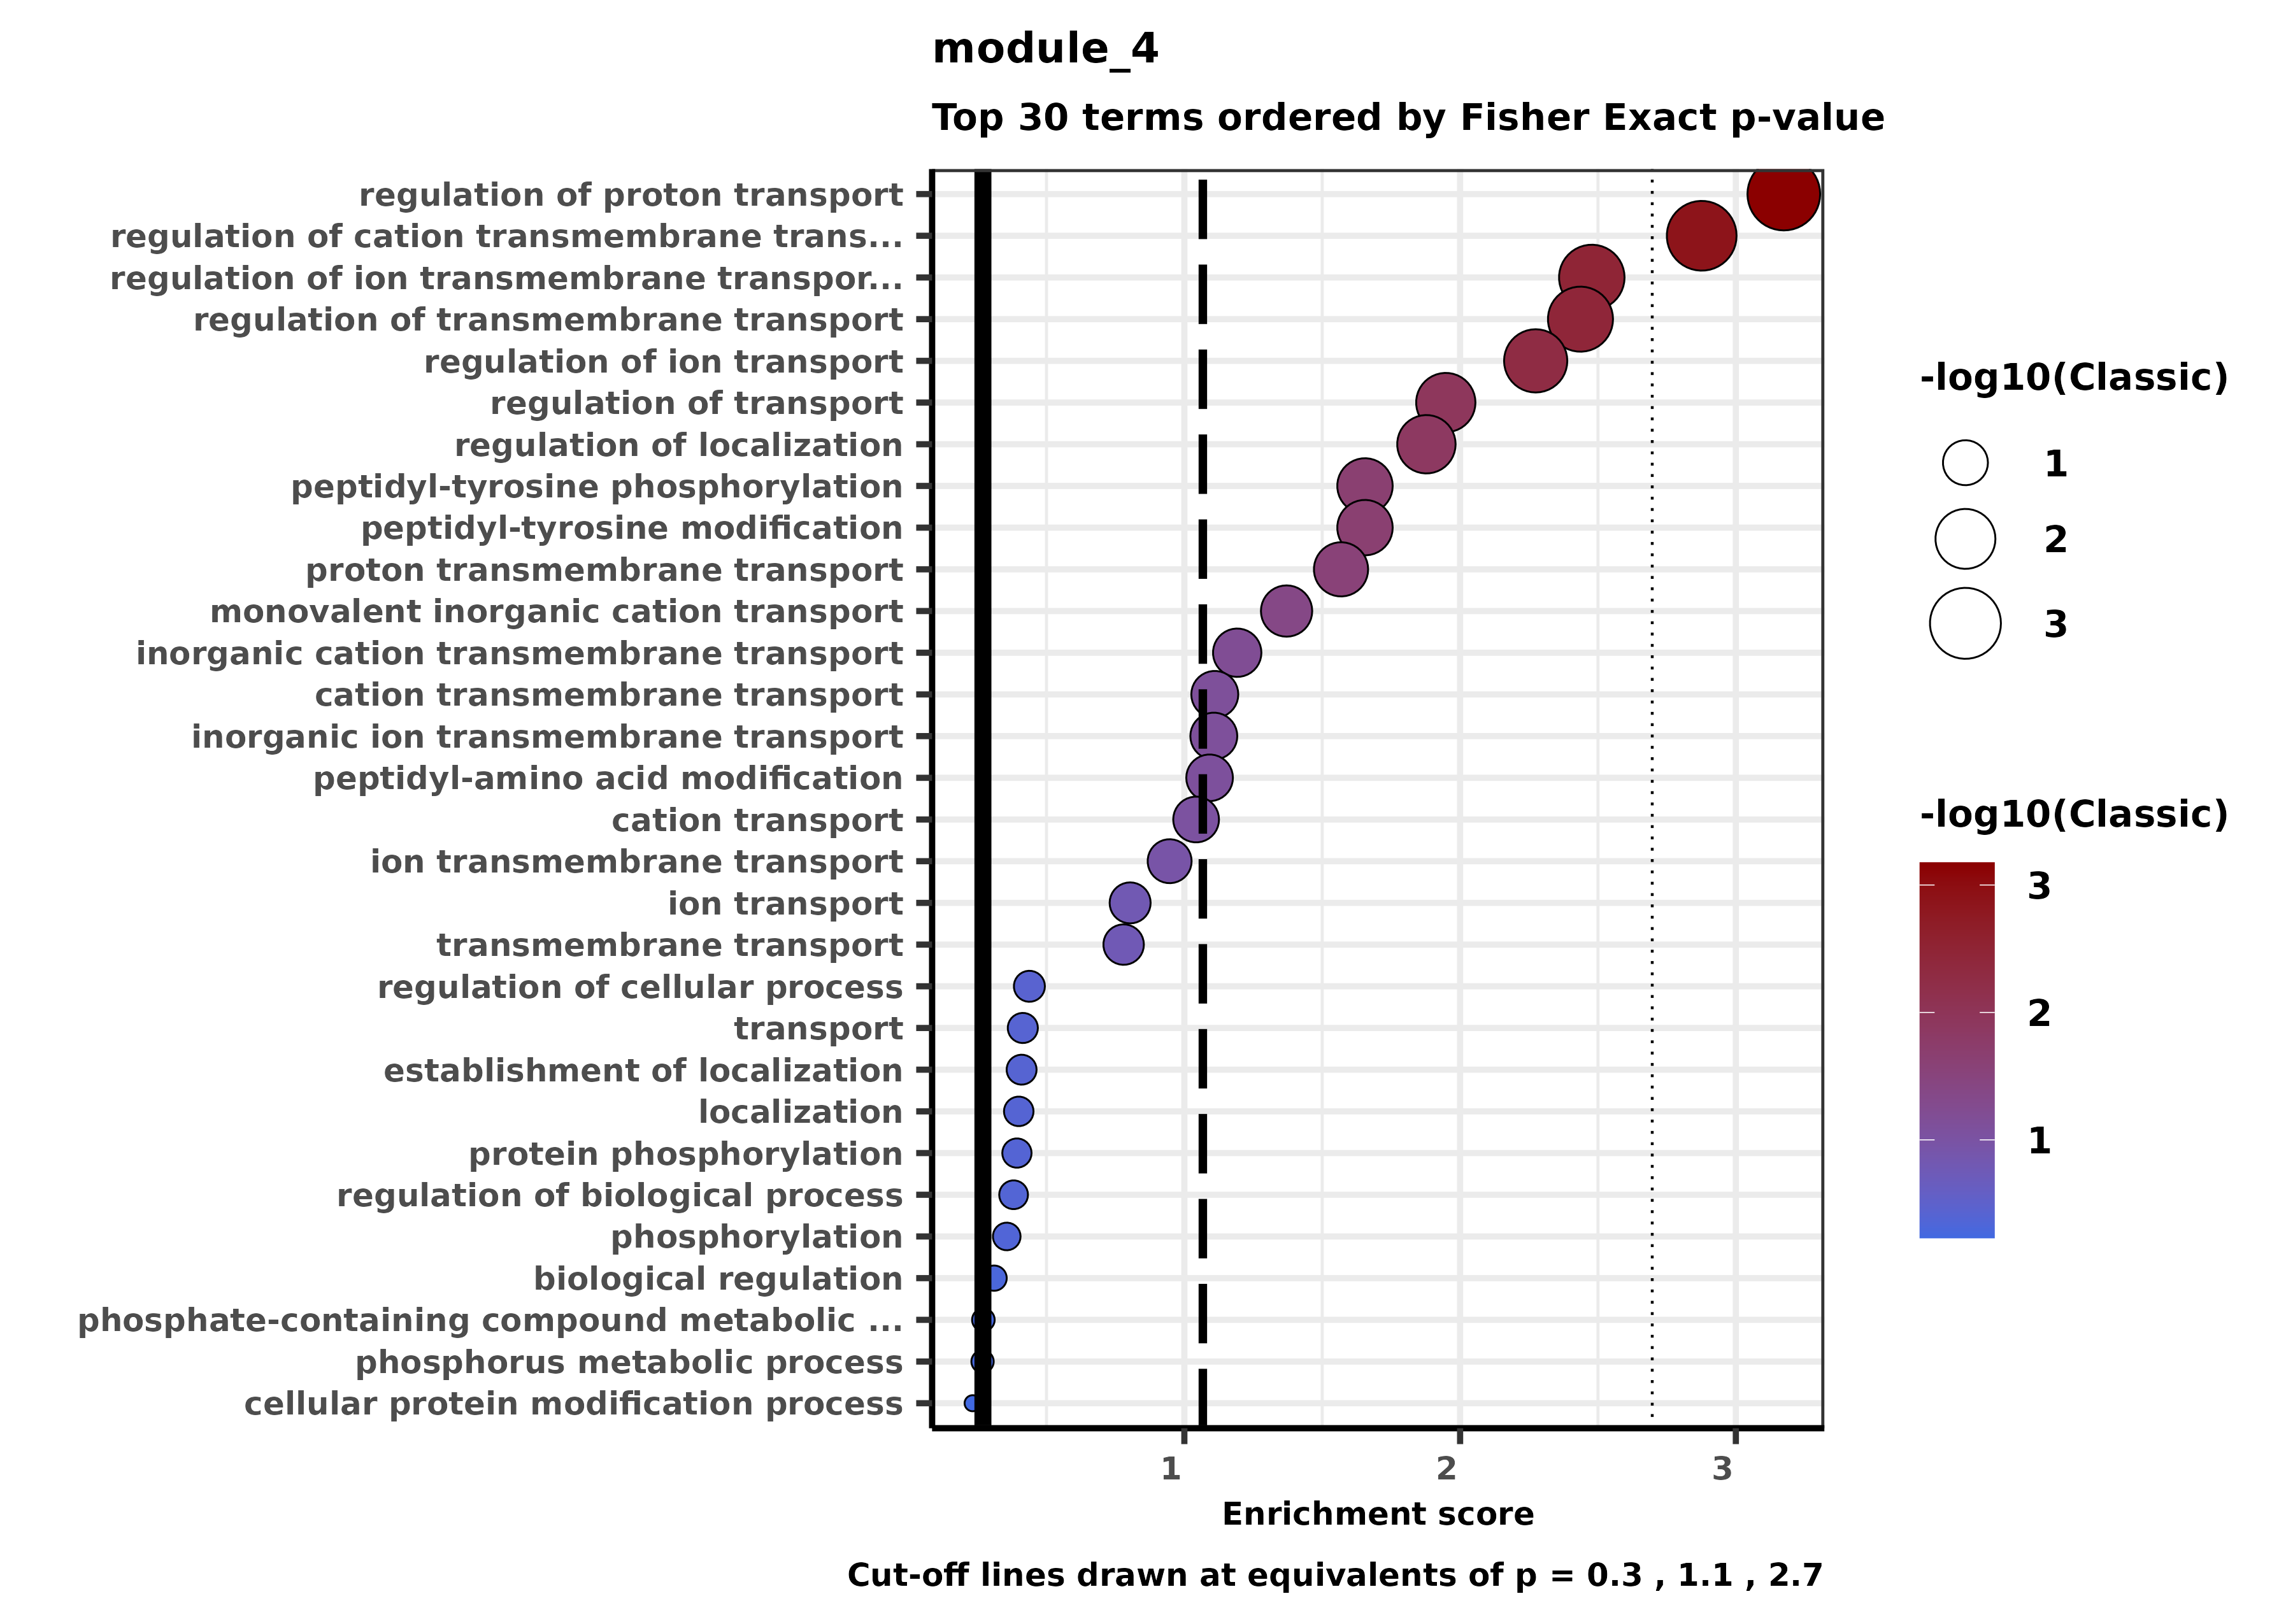 module_4
Top 30 terms ordered by Fisher Exact p-value
regulation of proton transport
regulation of cation transmembrane trans...
regulation of ion transmembrane transpor...
regulation of transmembrane transport
regulation of ion transport
regulation of transport
regulation of localization
peptidyl-tyrosine phosphorylation
peptidyl-tyrosine modification
proton transmembrane transport
monovalent inorganic cation transport
inorganic cation transmembrane transport
cation transmembrane transport
inorganic ion transmembrane transport
peptidyl-amino acid modification
cation transport
ion transmembrane transport
ion transport
transmembrane transport
regulation of cellular process
transport
establishment of localization
localization
protein phosphorylation
regulation of biological process
phosphorylation
biological regulation
phosphate-containing compound metabolic ...
phosphorus metabolic process
cellular protein modification process
1 2 3
Enrichment score
Cut-off lines drawn at equivalents of p = 0.3 , 1.1 , 2.7
-log10(Classic)
1
2
3
-log10(Classic)
3
2
1